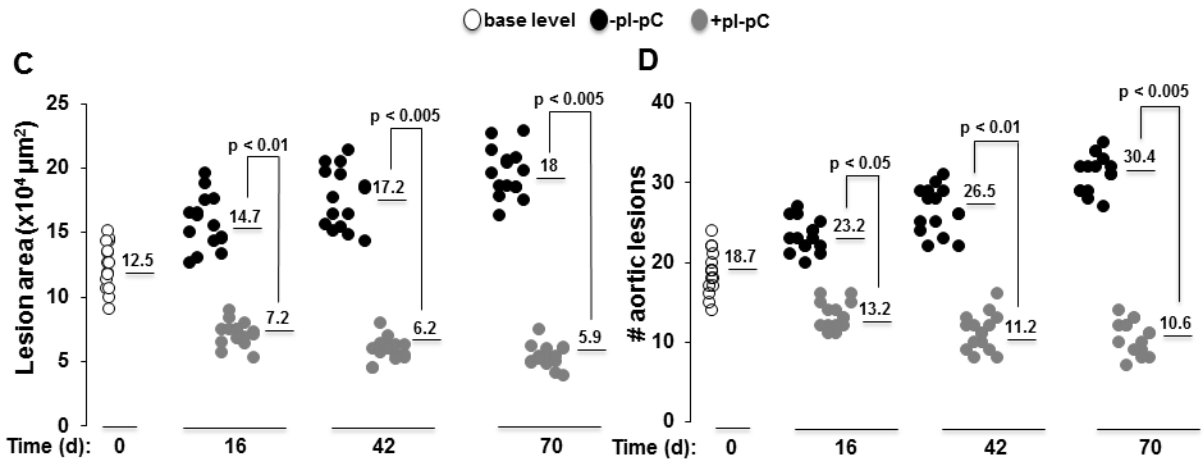 base level -pI-pC +pI-pC
C
Lesion area (x10⁴ µm²)
25
20
15
10
5
0
12.5
p < 0.01
14.7
7.2
p < 0.005
17.2
6.2
p < 0.005
18
5.9
Time (d): 0 16 42 70
D
# aortic lesions
40
30
20
10
0
18.7
p < 0.05
23.2
13.2
p < 0.01
26.5
11.2
p < 0.005
30.4
10.6
Time (d): 0 16 42 70